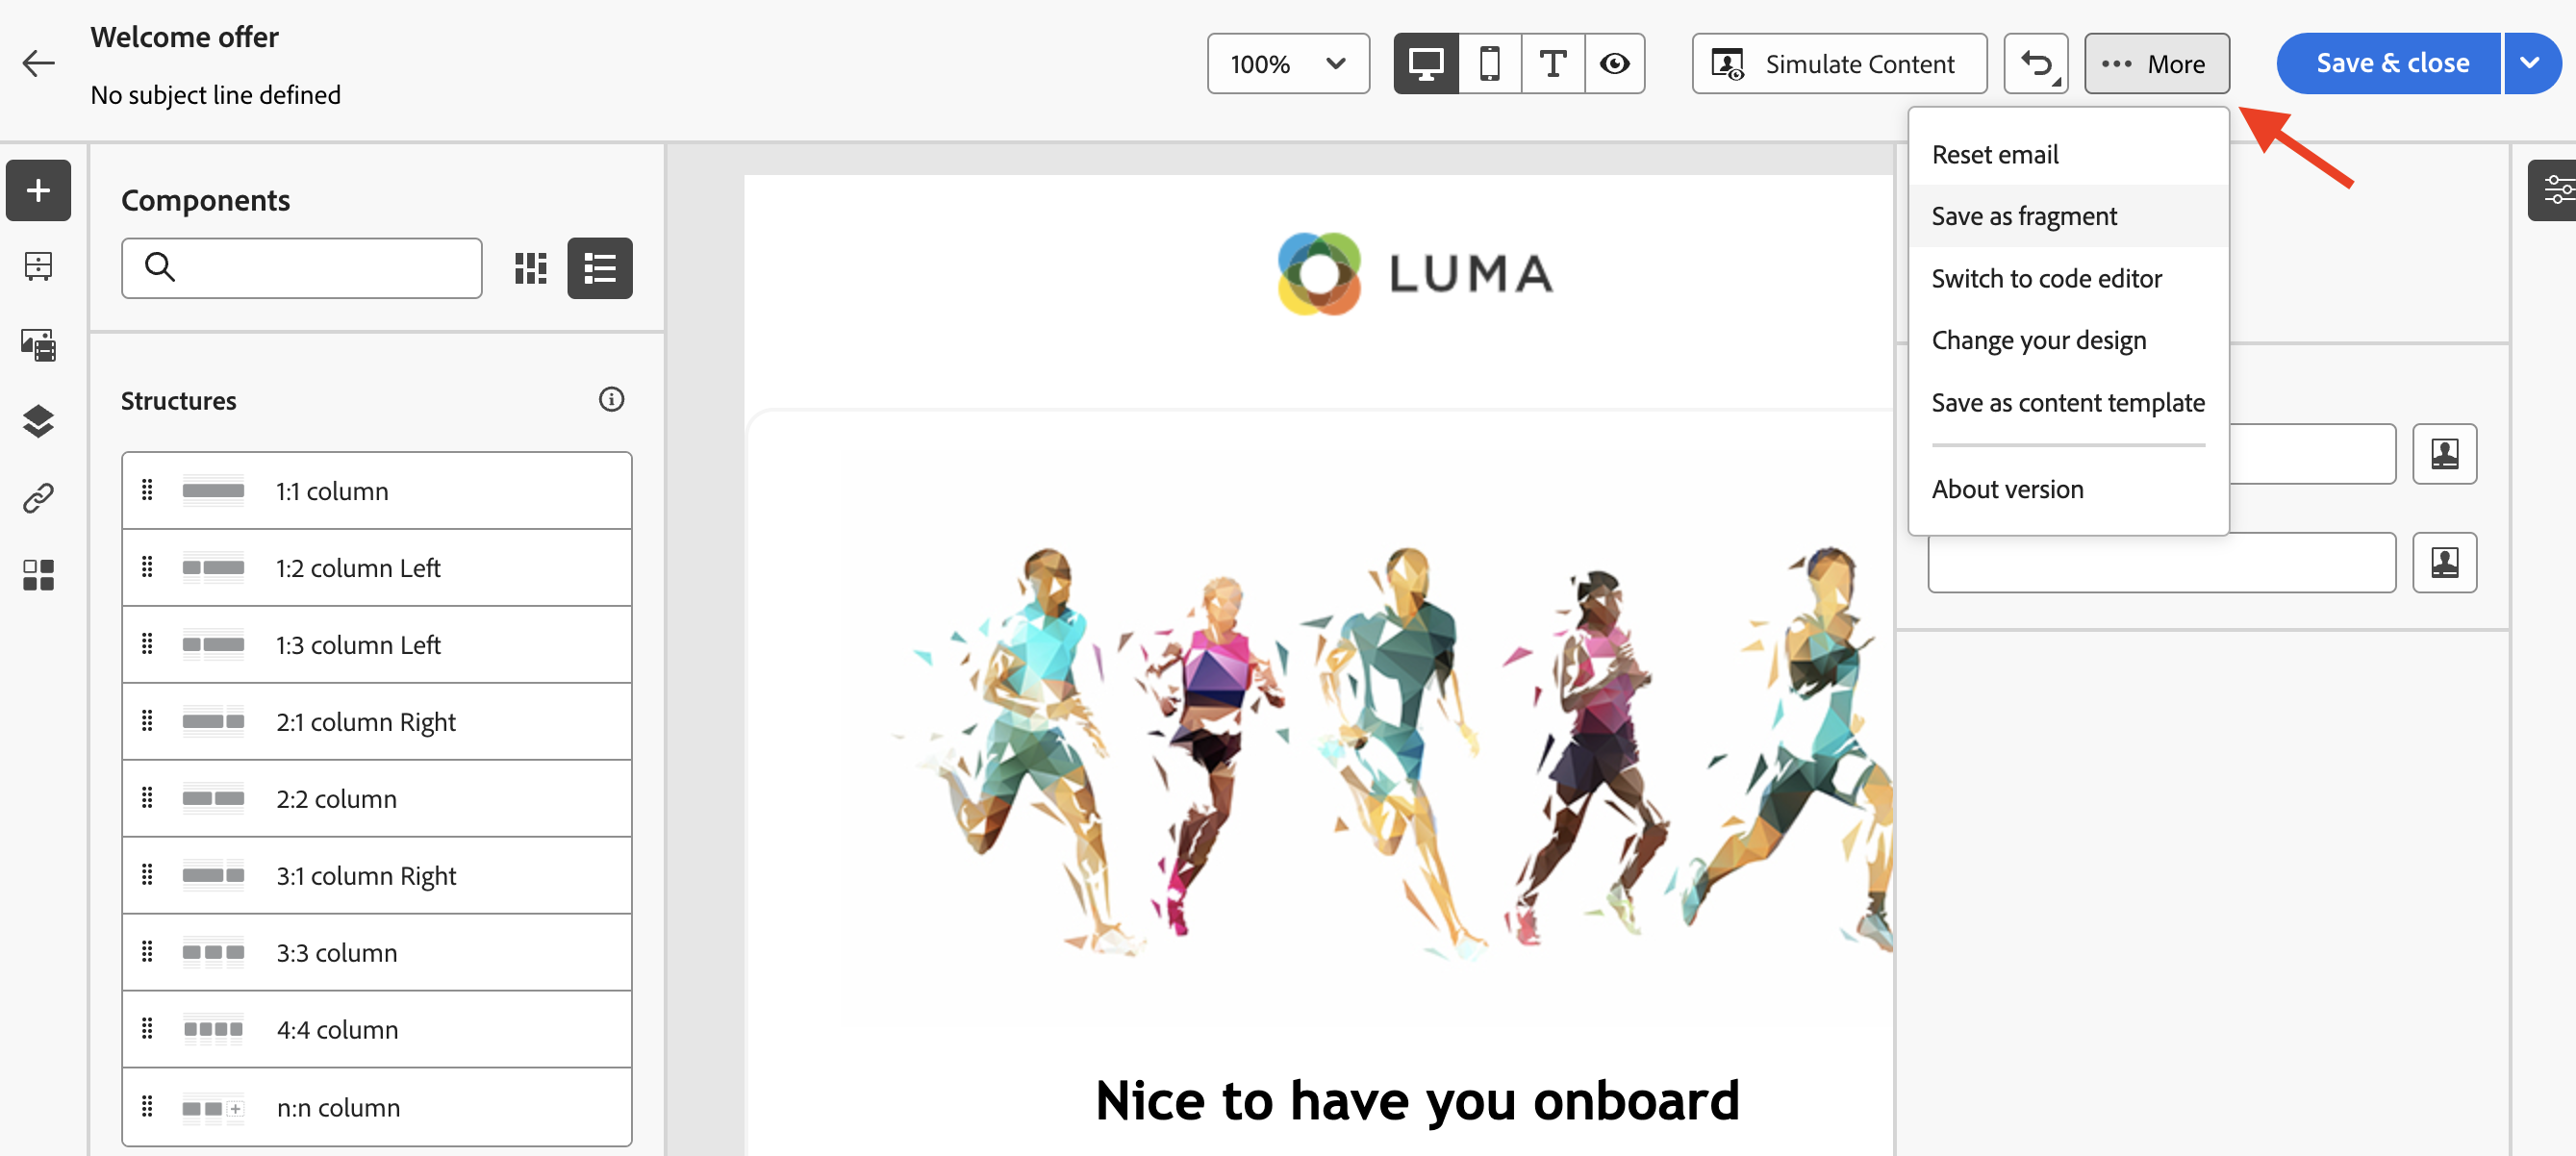 Welcome offer
No subject line defined
100%
Simulate Content
More
Save & close
Reset email
Save as fragment
Switch to code editor
Change your design
Save as content template
About version
Components
Structures
1:1 column
1:2 column Left
1:3 column Left
2:1 column Right
2:2 column
3:1 column Right
3:3 column
4:4 column
n:n column
LUMA
Nice to have you onboard